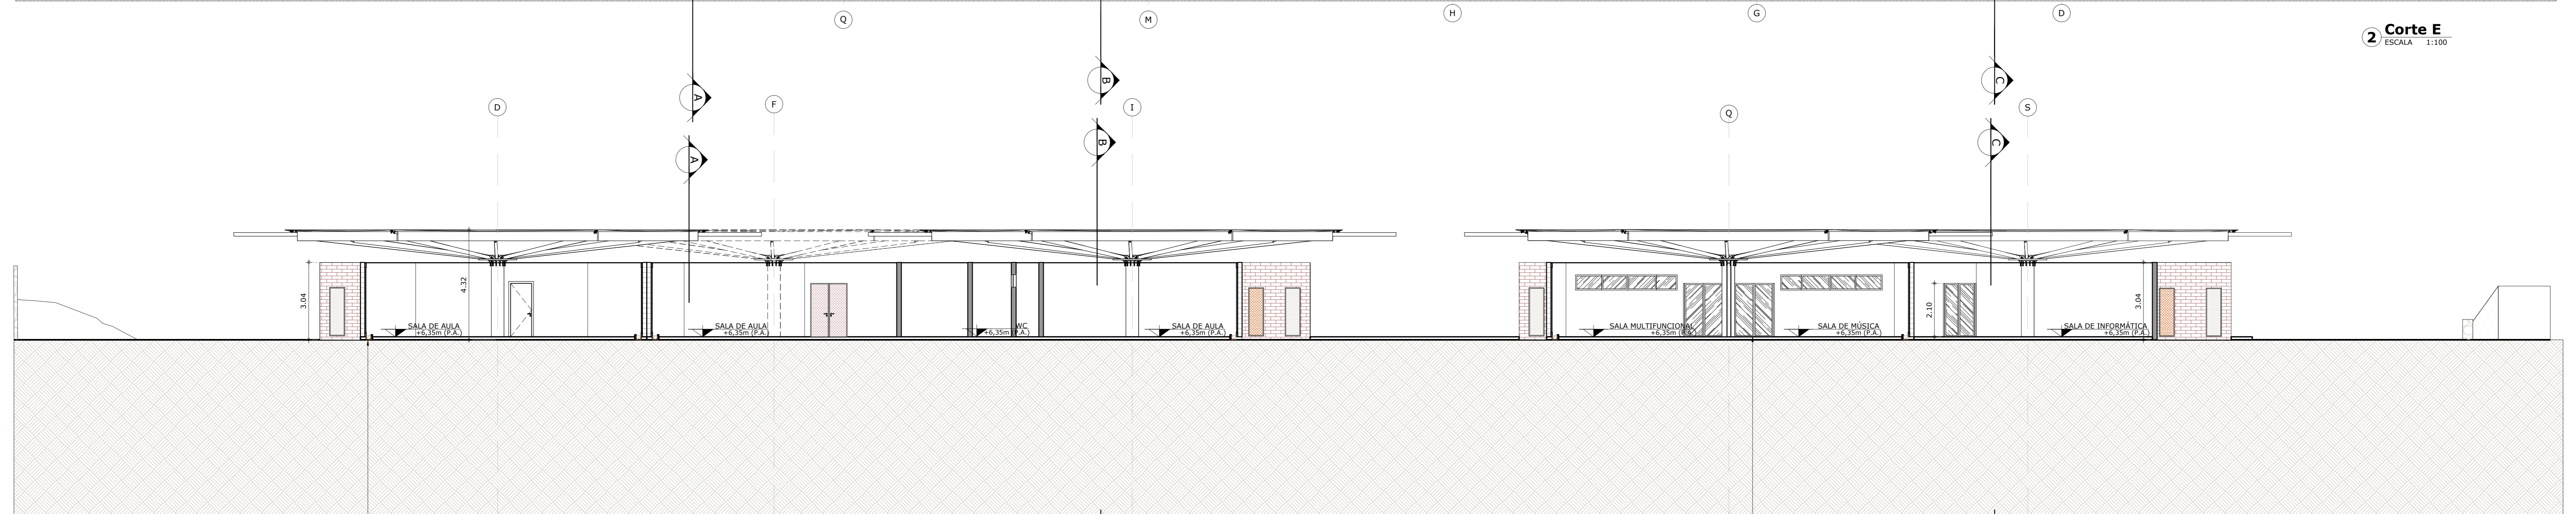 Q
M
H
G
D
2
Corte E
ESCALA 1:100
A
B
C
D
F
I
Q
S
A
B
C
3.04
4.32
2.10
3.04
SALA DE AULA
+6,35m (P.A.)
SALA DE AULA
+6,35m (P.A.)
WC
+6,35m (P.A.)
SALA DE AULA
+6,35m (P.A.)
SALA MULTIFUNCIONAL
+6,35m (P.A.)
SALA DE MÚSICA
+6,35m (P.A.)
SALA DE INFORMÁTICA
+6,35m (P.A.)